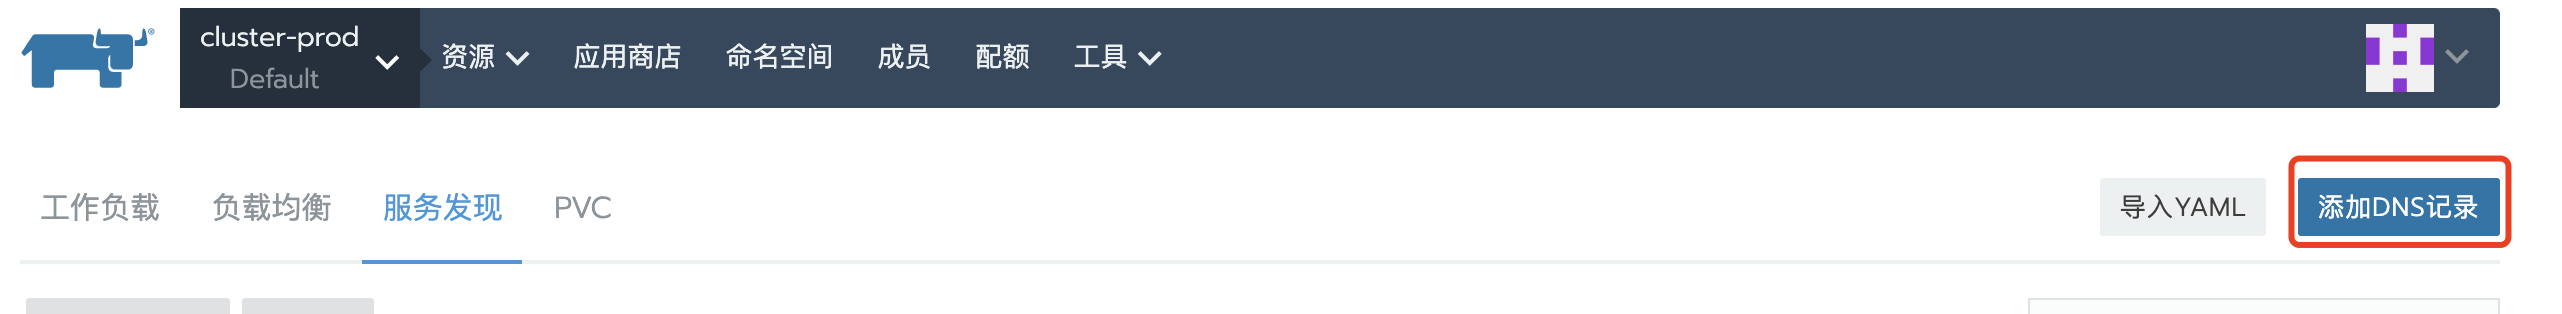 cluster-prod
Default
资源 应用商店 命名空间 成员 配额 工具
工作负载 负载均衡 服务发现 PVC 导入YAML 添加DNS记录